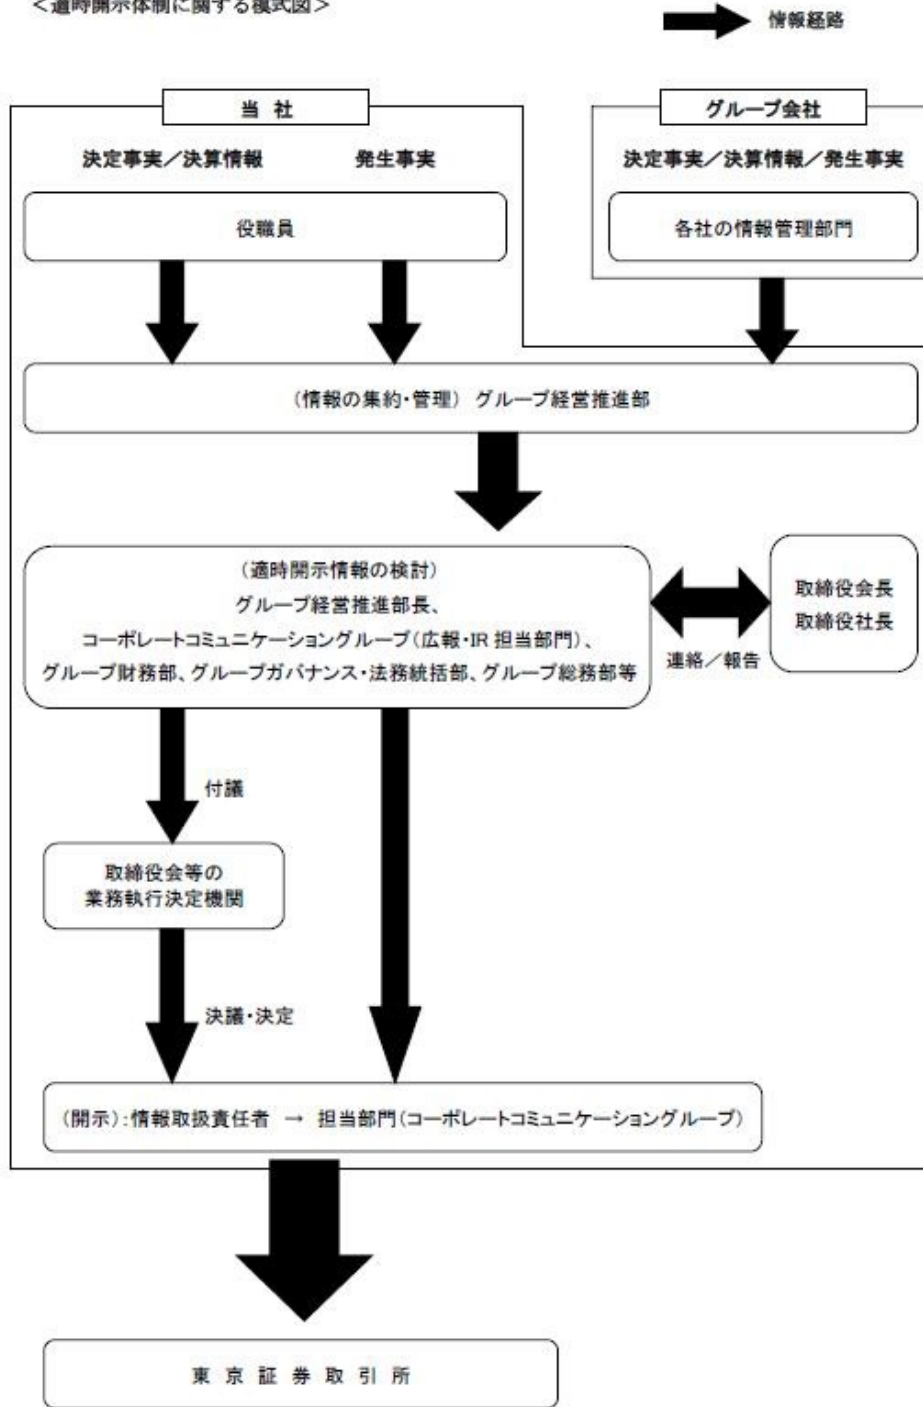 ＜適時開示体制に関する模式図＞
情報経路
当 社
グループ会社
決定事実／決算情報
発生事実
決定事実／決算情報／発生事実
役職員
各社の情報管理部門
(情報の集約・管理) グループ経営推進部
(適時開示情報の検討)
グループ経営推進部長、
コーポレートコミュニケーショングループ(広報・IR 担当部門)、
グループ財務部、グループガバナンス・法務統括部、グループ総務部等
取締役会長
取締役社長
連絡／報告
付議
取締役会等の
業務執行決定機関
決議・決定
(開示)：情報取扱責任者 → 担当部門(コーポレートコミュニケーショングループ)
東 京 証 券 取 引 所